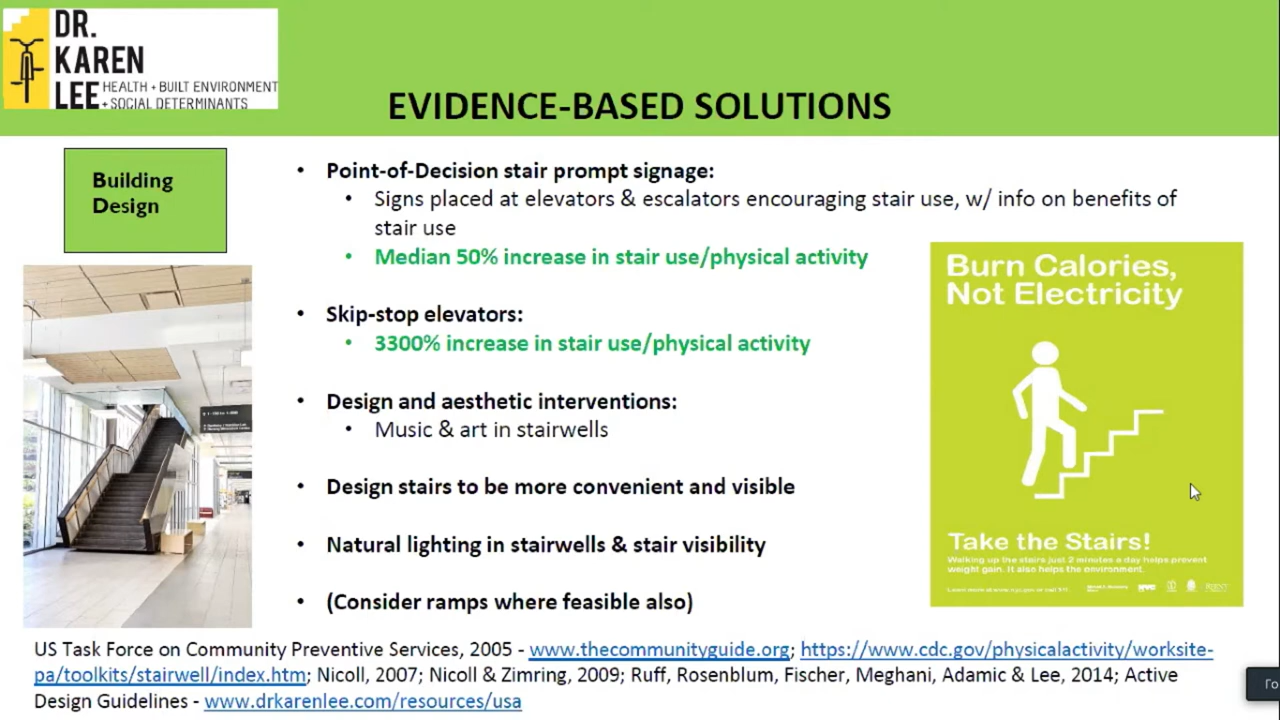 DR.
KAREN
LEE HEALTH + BUILT ENVIRONMENT
+ SOCIAL DETERMINANTS
EVIDENCE-BASED SOLUTIONS
Building
Design
• Point-of-Decision stair prompt signage:
• Signs placed at elevators & escalators encouraging stair use, w/ info on benefits of
stair use
• Median 50% increase in stair use/physical activity
• Skip-stop elevators:
• 3300% increase in stair use/physical activity
• Design and aesthetic interventions:
• Music & art in stairwells
• Design stairs to be more convenient and visible
• Natural lighting in stairwells & stair visibility
• (Consider ramps where feasible also)
Burn Calories,
Not Electricity
Take the Stairs!
Walking up the stairs just 2 minutes a day helps prevent
weight gain. It also helps the environment.
NYC
US Task Force on Community Preventive Services, 2005 - www.thecommunityguide.org; https://www.cdc.gov/physicalactivity/worksite-
pa/toolkits/stairwell/index.htm; Nicoll, 2007; Nicoll & Zimring, 2009; Ruff, Rosenblum, Fischer, Meghani, Adamic & Lee, 2014; Active
Design Guidelines - www.drkarenlee.com/resources/usa